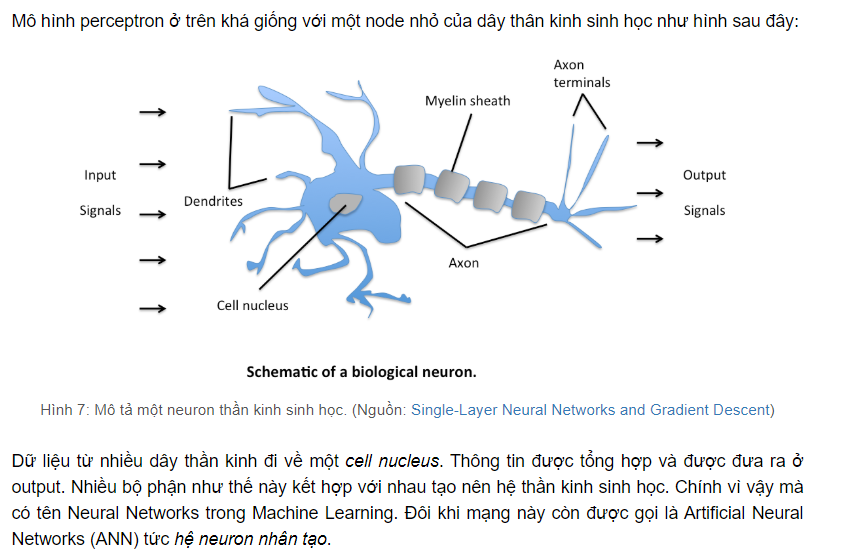 Mô hình perceptron ở trên khá giống với một node nhỏ của dây thân kinh sinh học như hình sau đây:
Axon
terminals
Myelin sheath
Input
Signals
Dendrites
Output
Signals
Axon
Cell nucleus
Schematic of a biological neuron.
Hình 7: Mô tả một neuron thần kinh sinh học. (Nguồn: Single-Layer Neural Networks and Gradient Descent)
Dữ liệu từ nhiều dây thần kinh đi về một cell nucleus. Thông tin được tổng hợp và được đưa ra ở
output. Nhiều bộ phận như thế này kết hợp với nhau tạo nên hệ thần kinh sinh học. Chính vì vậy mà
có tên Neural Networks trong Machine Learning. Đôi khi mạng này còn được gọi là Artificial Neural
Networks (ANN) tức hệ neuron nhân tạo.